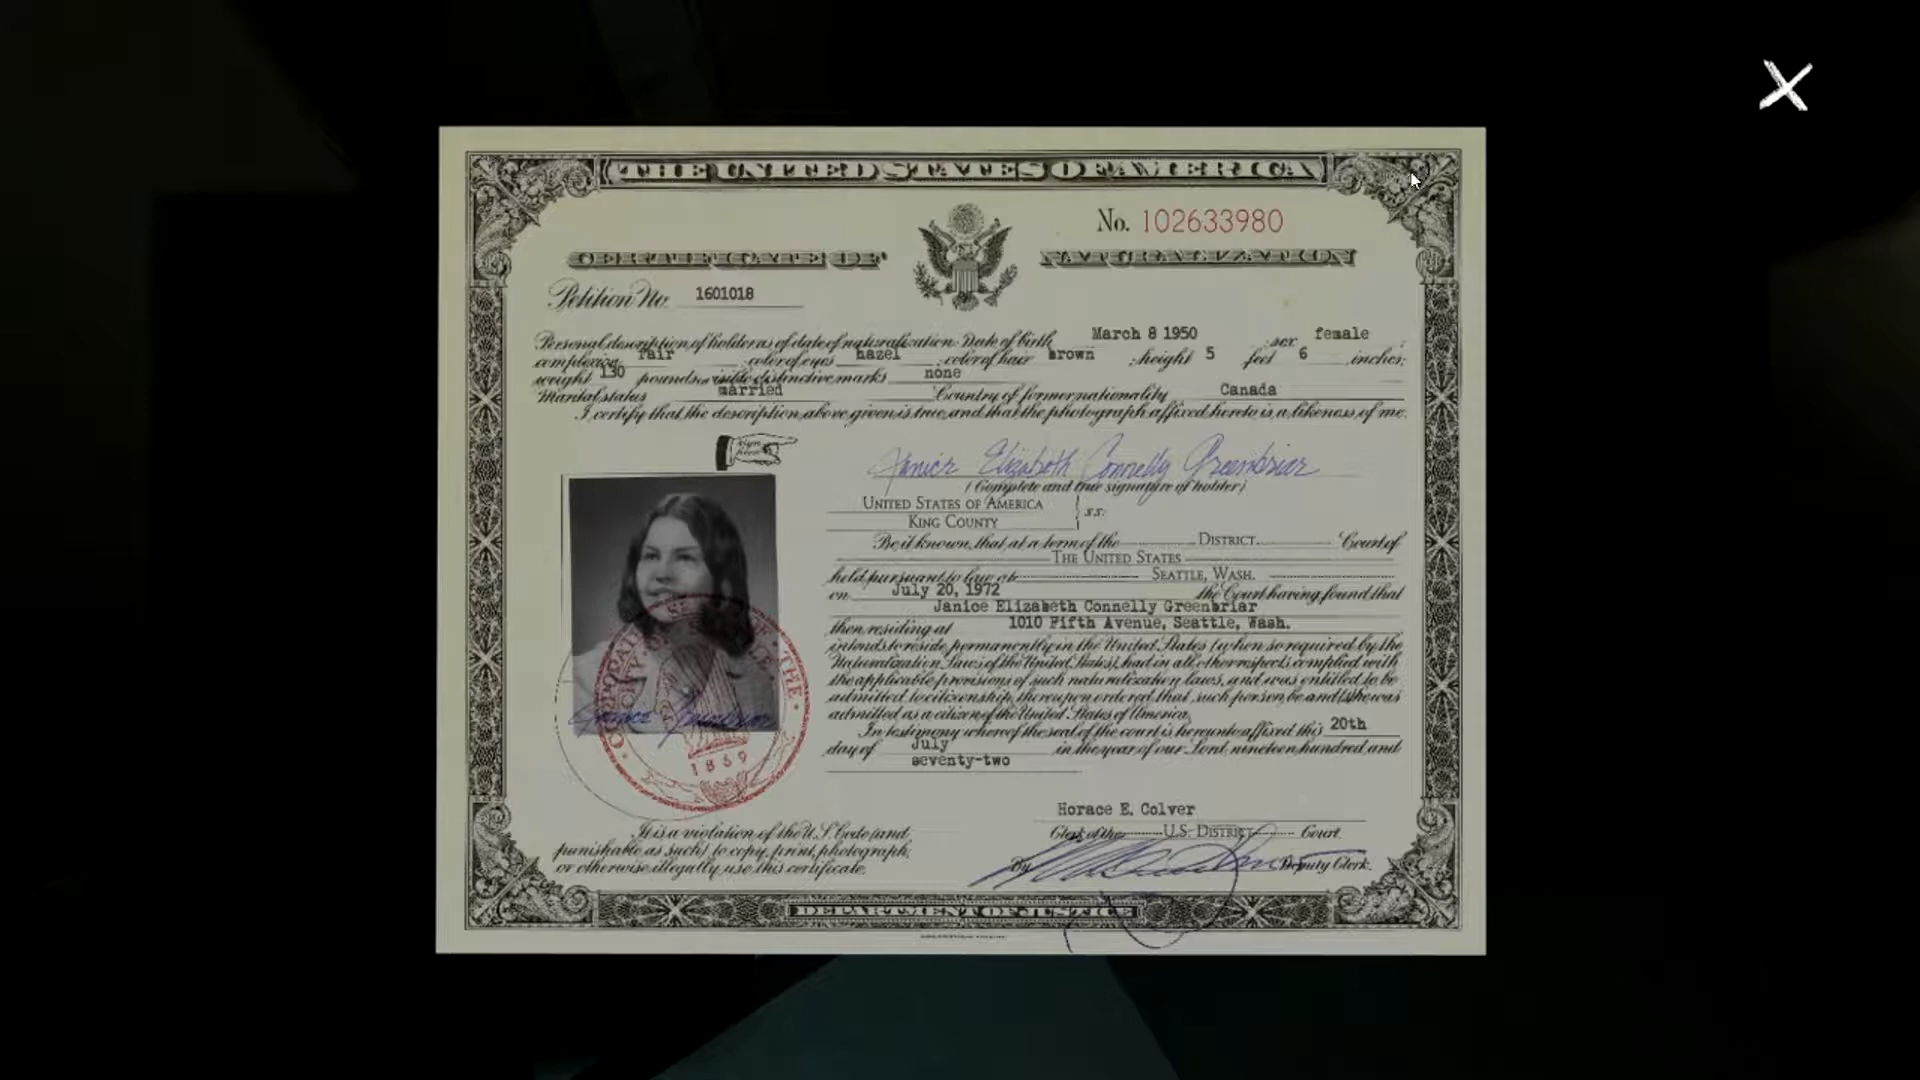 THE UNITED STATES OF AMERICA
No. 102633980
CERTIFICATE OF NATURALIZATION
Petition No. 1601018
Personal description of holder as of date of naturalization: Date of birth March 8 1950 sex female
complexion fair color of eyes hazel color of hair brown height 5 feet 6 inches;
weight 130 pounds; visible distinctive marks none
Marital status married Country of former nationality Canada
I certify that the description above given is true, and that the photograph affixed hereto is a likeness of me.
sign here
Janice Elizabeth Connelly Greenbriar
(Complete and true signature of holder)
UNITED STATES OF AMERICA
KING COUNTY } s.s:
Be it known, that at a term of the DISTRICT Court of
THE UNITED STATES
held pursuant to law at SEATTLE, WASH.
on July 20, 1972 the Court having found that
Janice Elizabeth Connelly Greenbriar
then residing at 1010 Fifth Avenue, Seattle, Wash.
intends to reside permanently in the United States (when so required by the
Naturalization Laws of the United States), had in all other respects complied with
the applicable provisions of such naturalization laws, and was entitled to be
admitted to citizenship, thereupon ordered that such person be and (s)he was
admitted as a citizen of the United States of America.
In testimony whereof the seal of the court is hereunto affixed this 20th
day of July in the year of our Lord nineteen hundred and
seventy-two
CORPORATE SEAL OF THE
CITY OF SEATTLE
1869
Horace E. Colver
Clerk of the U.S. DISTRICT Court.
By Deputy Clerk.
It is a violation of the U.S. Code (and
punishable as such) to copy, print, photograph,
or otherwise illegally use this certificate.
DEPARTMENT OF JUSTICE